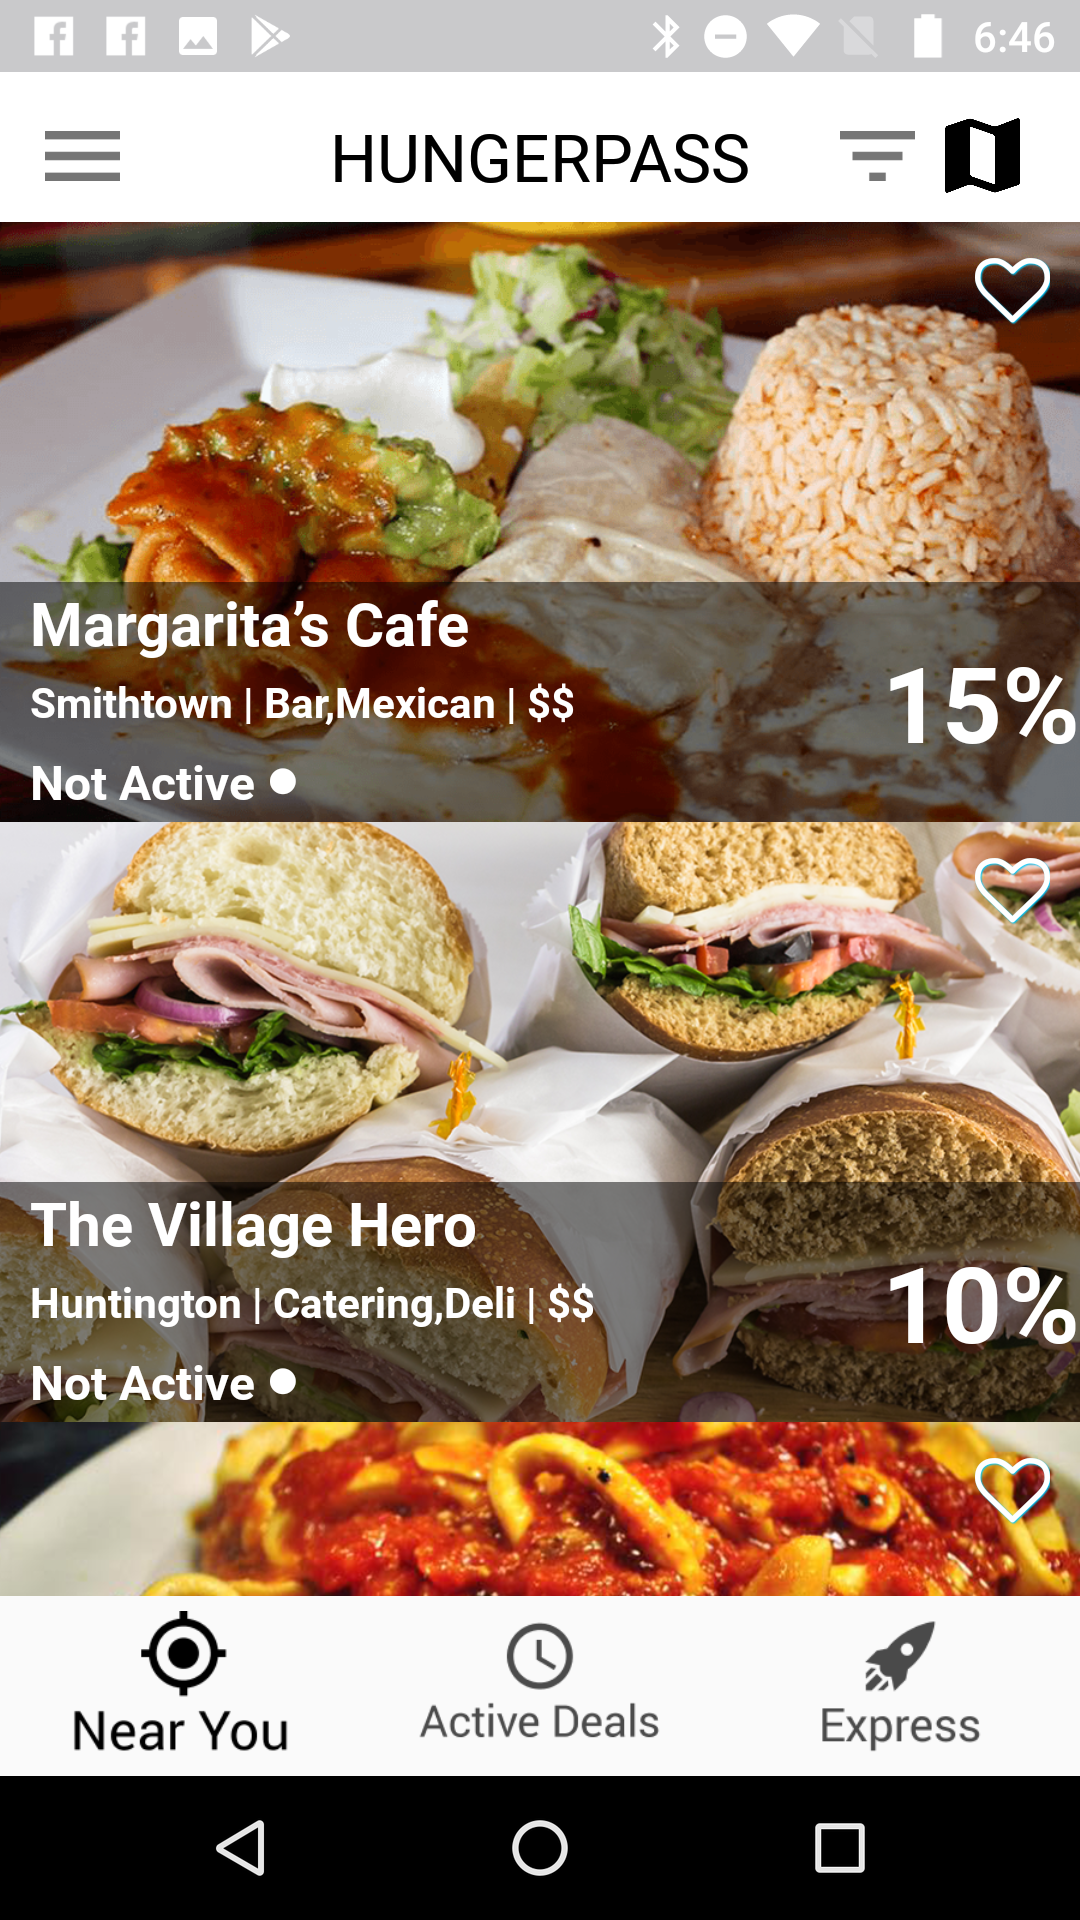 6:46
HUNGERPASS
Margarita’s Cafe
Smithtown | Bar,Mexican | $$
15%
Not Active
The Village Hero
Huntington | Catering,Deli | $$
10%
Not Active
Near You
Active Deals
Express